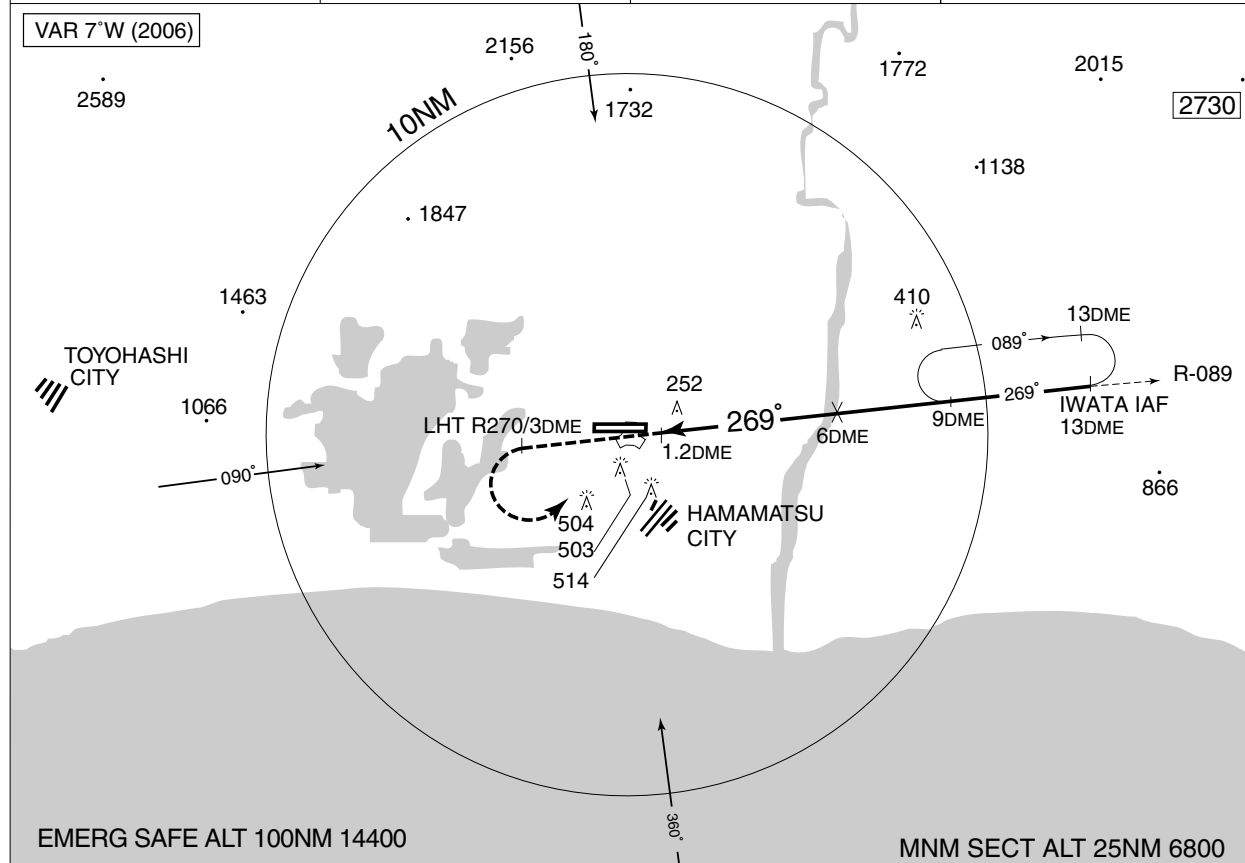 VAR 7°W (2006)
180°
2156
1772
2015
2589
1732
2730
10NM
1138
1847
1463
410
13DME
089°
TOYOHASHI
CITY
R-089
252
269°
1066
LHT R270/3DME
269°
9DME
IWATA IAF
13DME
6DME
1.2DME
090°
866
504
HAMAMATSU
CITY
503
514
360°
EMERG SAFE ALT 100NM 14400
MNM SECT ALT 25NM 6800